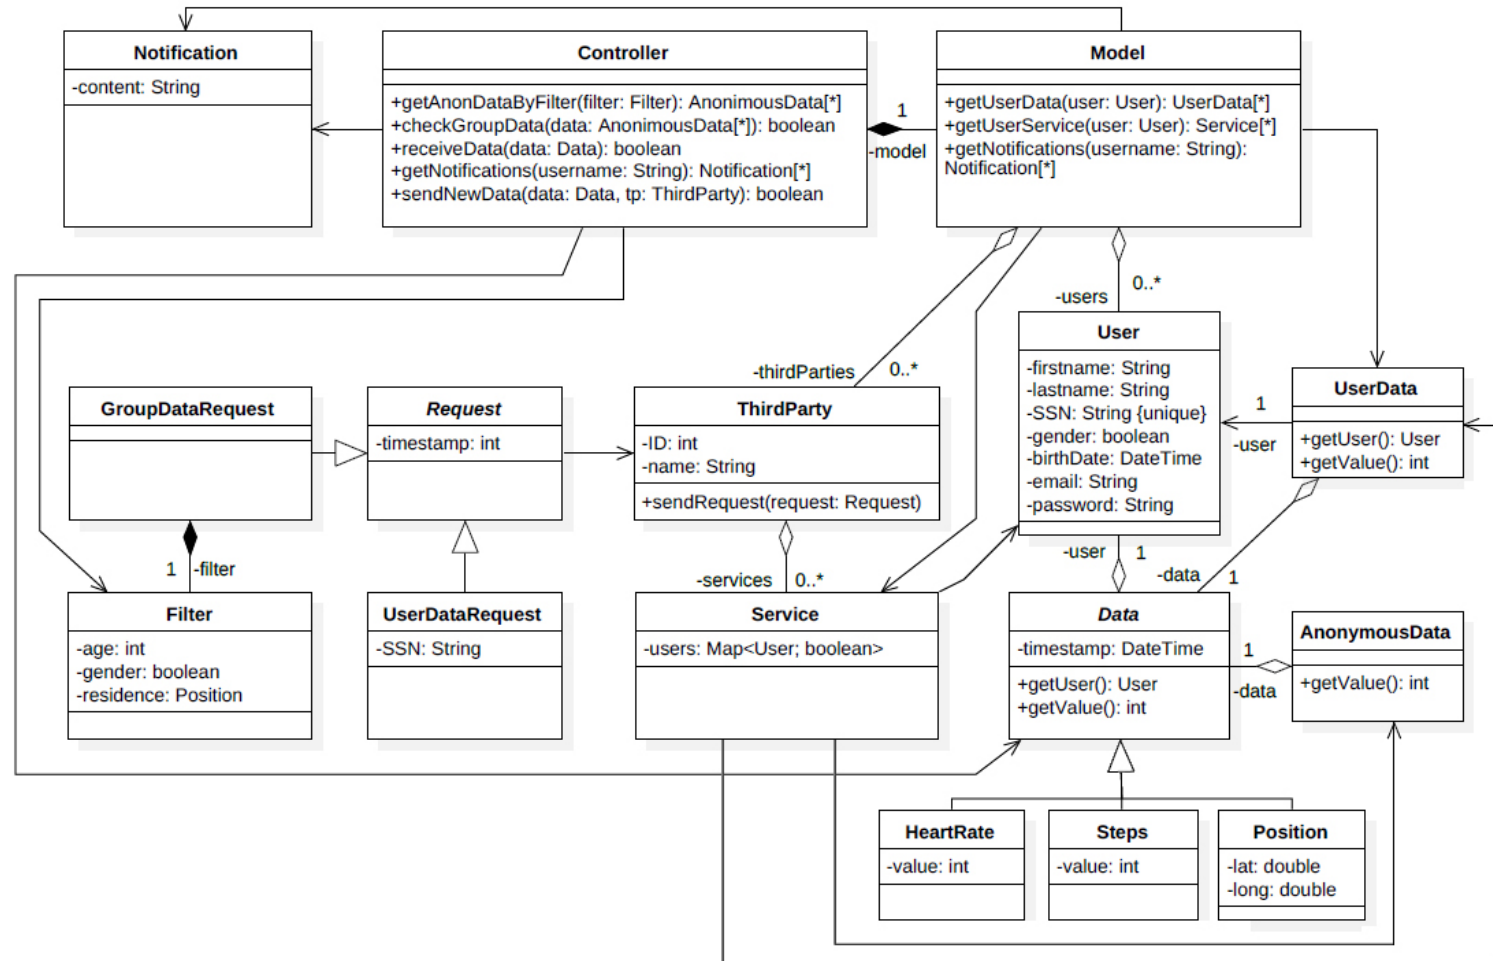 Notification
-content: String
Controller
+getAnonDataByFilter(filter: Filter): AnonimousData[*]
+checkGroupData(data: AnonimousData[*]): boolean
+receiveData(data: Data): boolean
+getNotifications(username: String): Notification[*]
+sendNewData(data: Data, tp: ThirdParty): boolean
1
-model
Model
+getUserData(user: User): UserData[*]
+getUserService(user: User): Service[*]
+getNotifications(username: String):
Notification[*]
-users
0..*
-thirdParties
0..*
User
-firstname: String
-lastname: String
-SSN: String {unique}
-gender: boolean
-birthDate: DateTime
-email: String
-password: String
1
-user
UserData
+getUser(): User
+getValue(): int
GroupDataRequest
Request
-timestamp: int
ThirdParty
-ID: int
-name: String
+sendRequest(request: Request)
1
-filter
-services
0..*
-user
1
-data
1
Filter
-age: int
-gender: boolean
-residence: Position
UserDataRequest
-SSN: String
Service
-users: Map<User; boolean>
Data
-timestamp: DateTime
+getUser(): User
+getValue(): int
1
-data
AnonymousData
+getValue(): int
HeartRate
-value: int
Steps
-value: int
Position
-lat: double
-long: double